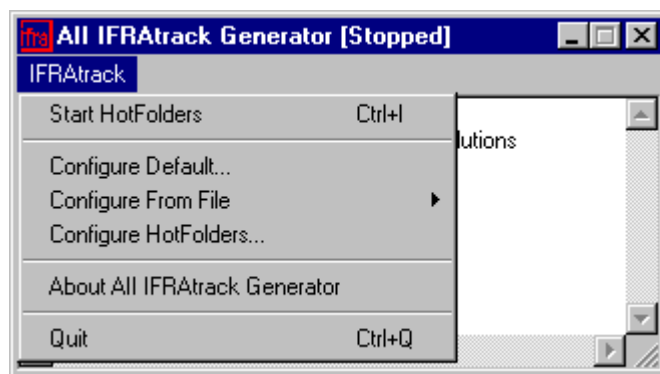 ifra All IFRAtrack Generator [Stopped]
IFRAtrack
Start HotFolders Ctrl+I
lutions
Configure Default...
Configure From File
Configure HotFolders...
About All IFRAtrack Generator
Quit Ctrl+Q